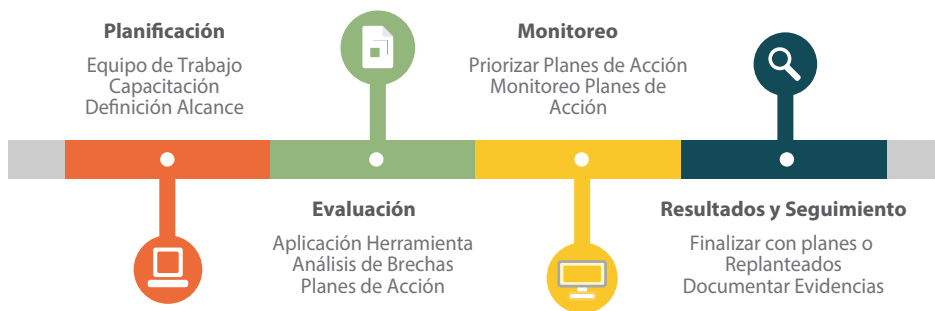 Planificación
Equipo de Trabajo
Capacitación
Definición Alcance
Evaluación
Aplicación Herramienta
Análisis de Brechas
Planes de Acción
Monitoreo
Priorizar Planes de Acción
Monitoreo Planes de
Acción
Resultados y Seguimiento
Finalizar con planes o
Replanteados
Documentar Evidencias